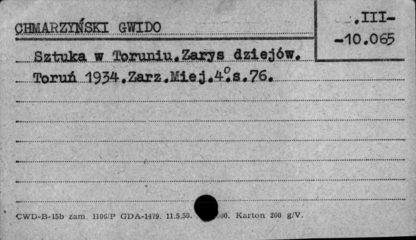 CHMARZYŃSKI GWIDO
.III-
-10.065
Sztuka w Toruniu.Zarys dziejów.
Toruń 1934.Zarz.Miej.4°.s.76.
CWD-B-15b zam. 1106/P GDA-1479. 11.5.50. 000. Karton 200 g/V.